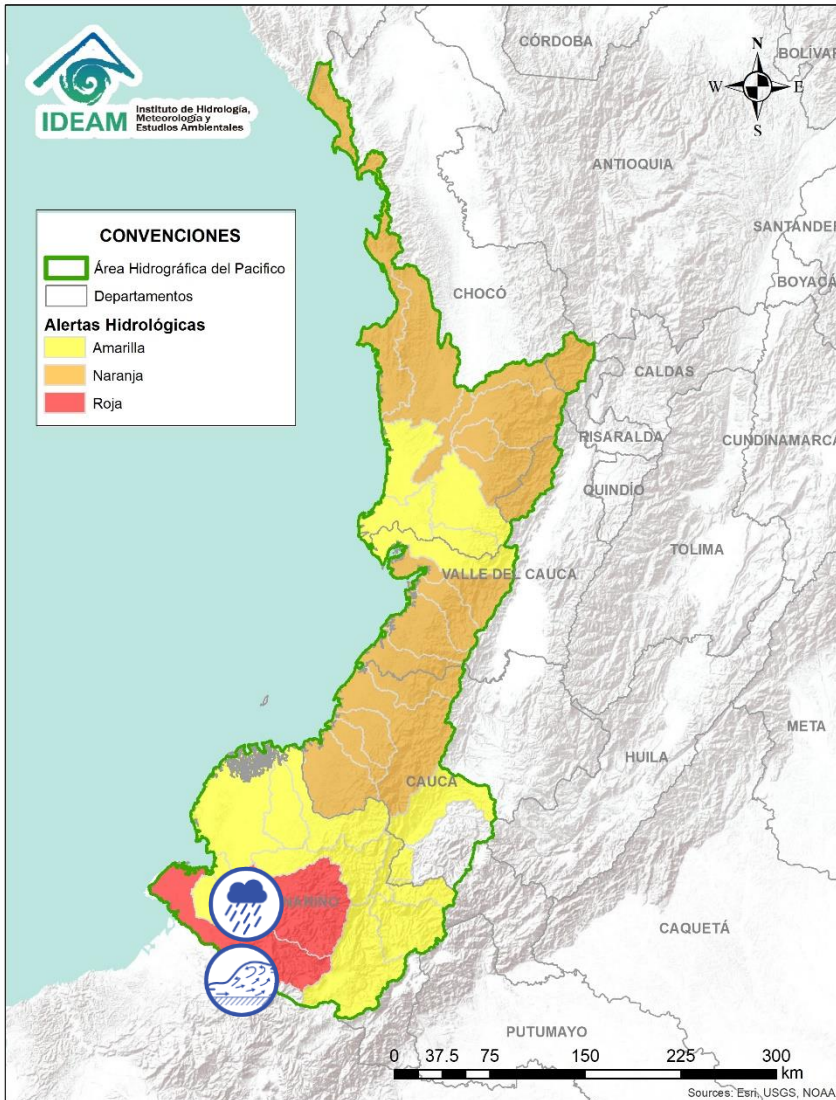 IDEAM
Instituto de Hidrología,
Meteorología y
Estudios Ambientales
CÓRDOBA
BOLÍVAR
N
W
E
S
ANTIOQUIA
SANTANDER
BOYACÁ
CONVENCIONES
Área Hidrográfica del Pacifico
Departamentos
Alertas Hidrológicas
Amarilla
Naranja
Roja
CHOCÓ
CALDAS
RISARALDA
CUNDINAMARCA
QUINDÍO
TOLIMA
VALLE DEL CAUCA
META
HUILA
CAUCA
NARIÑO
CAQUETÁ
PUTUMAYO
0 37.5 75 150 225 300
km
Sources: Esri, USGS, NOAA